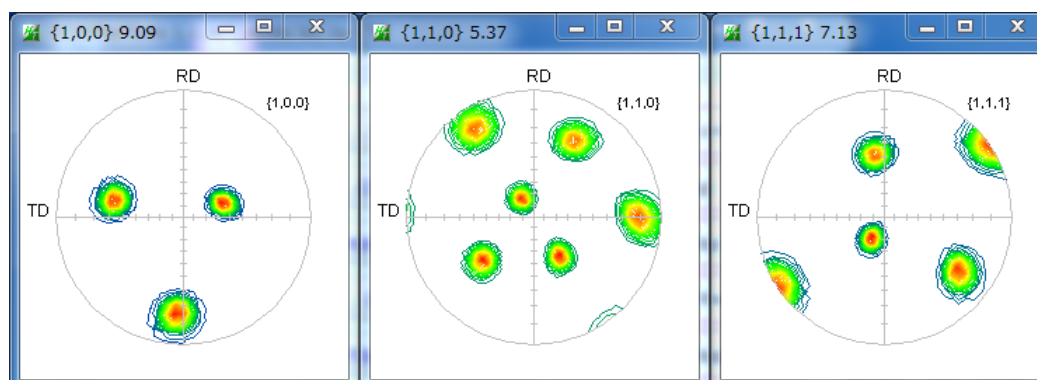 {1,0,0} 9.09
RD
{1,0,0}
TD
{1,1,0} 5.37
RD
{1,1,0}
TD
{1,1,1} 7.13
RD
{1,1,1}
TD